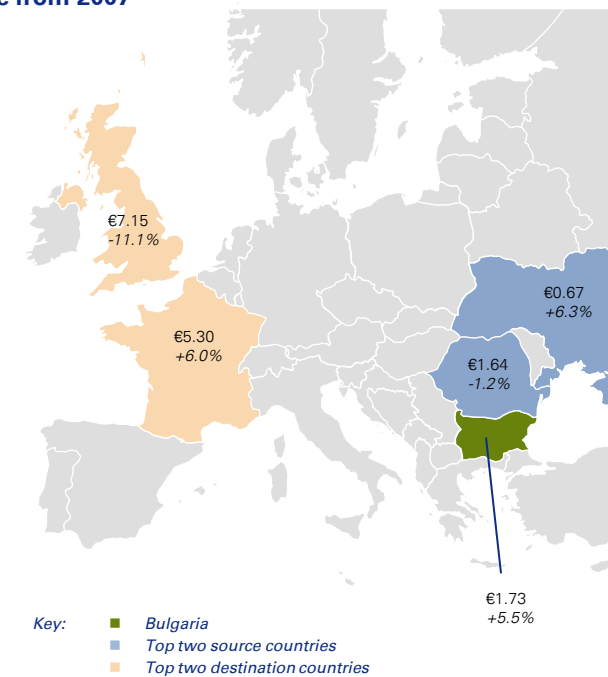 from 2007
€7.15
-11.1%
€0.67
+6.3%
€5.30
+6.0%
€1.64
-1.2%
€1.73
+5.5%
Key:
Bulgaria
Top two source countries
Top two destination countries